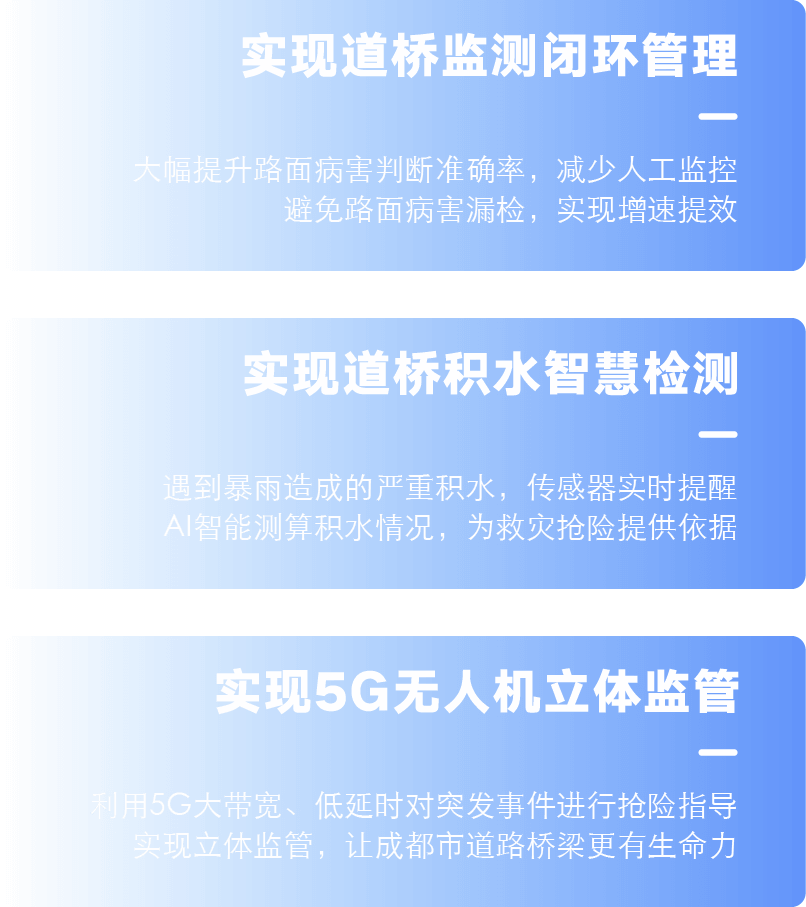 实现道桥监测闭环管理
大幅提升路面病害判断准确率，减少人工监控
避免路面病害漏检，实现增速提效
实现道桥积水智慧检测
遇到暴雨造成的严重积水，传感器实时提醒
AI智能测算积水情况，为救灾抢险提供依据
实现5G无人机立体监管
利用5G大带宽、低延时对突发事件进行抢险指导
实现立体监管，让成都市道路桥梁更有生命力